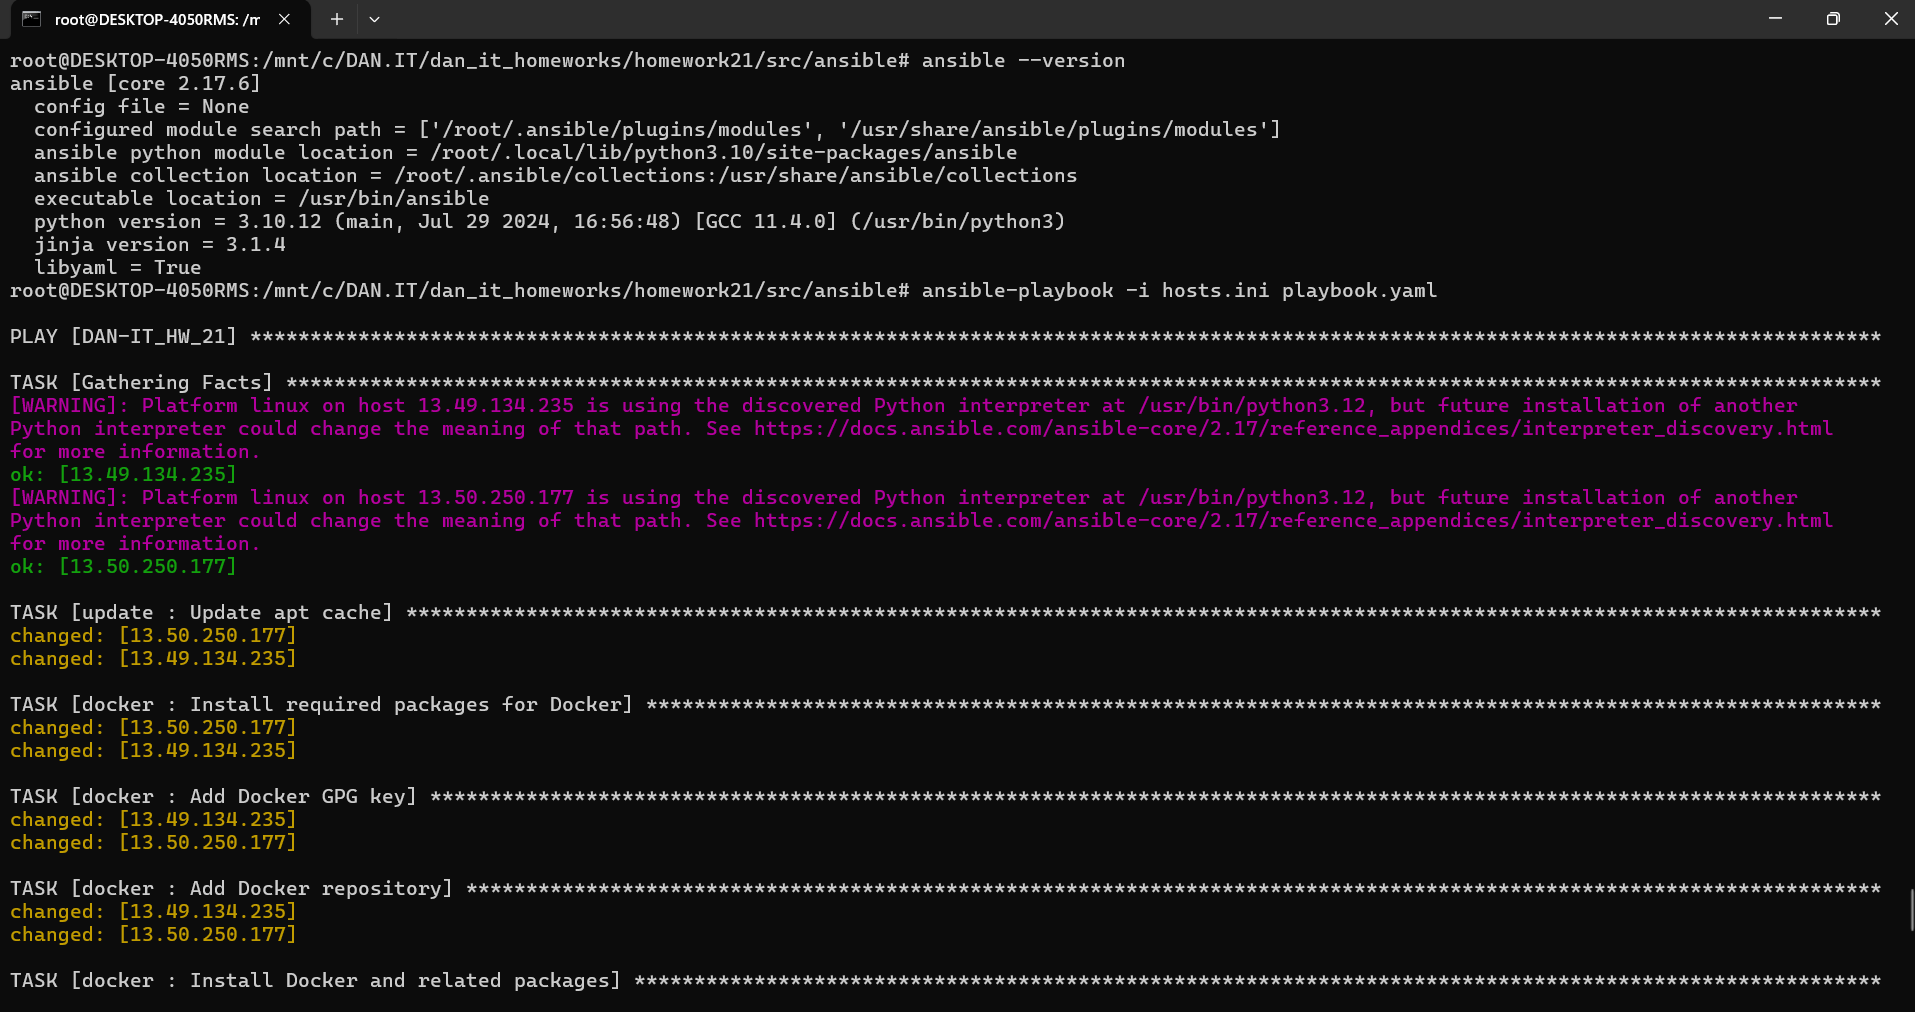 root@DESKTOP-4050RMS: /m
root@DESKTOP-4050RMS:/mnt/c/DAN.IT/dan_it_homeworks/homework21/src/ansible# ansible --version
ansible [core 2.17.6]
  config file = None
  configured module search path = ['/root/.ansible/plugins/modules', '/usr/share/ansible/plugins/modules']
  ansible python module location = /root/.local/lib/python3.10/site-packages/ansible
  ansible collection location = /root/.ansible/collections:/usr/share/ansible/collections
  executable location = /usr/bin/ansible
  python version = 3.10.12 (main, Jul 29 2024, 16:56:48) [GCC 11.4.0] (/usr/bin/python3)
  jinja version = 3.1.4
  libyaml = True
root@DESKTOP-4050RMS:/mnt/c/DAN.IT/dan_it_homeworks/homework21/src/ansible# ansible-playbook -i hosts.ini playbook.yaml
PLAY [DAN-IT_HW_21] ****************************************************************************************************************************************
TASK [Gathering Facts] *************************************************************************************************************************************
[WARNING]: Platform linux on host 13.49.134.235 is using the discovered Python interpreter at /usr/bin/python3.12, but future installation of another
Python interpreter could change the meaning of that path. See https://docs.ansible.com/ansible-core/2.17/reference_appendices/interpreter_discovery.html
for more information.
ok: [13.49.134.235]
[WARNING]: Platform linux on host 13.50.250.177 is using the discovered Python interpreter at /usr/bin/python3.12, but future installation of another
Python interpreter could change the meaning of that path. See https://docs.ansible.com/ansible-core/2.17/reference_appendices/interpreter_discovery.html
for more information.
ok: [13.50.250.177]
TASK [update : Update apt cache] ***************************************************************************************************************************
changed: [13.50.250.177]
changed: [13.49.134.235]
TASK [docker : Install required packages for Docker] *******************************************************************************************************
changed: [13.50.250.177]
changed: [13.49.134.235]
TASK [docker : Add Docker GPG key] *************************************************************************************************************************
changed: [13.49.134.235]
changed: [13.50.250.177]
TASK [docker : Add Docker repository] **********************************************************************************************************************
changed: [13.49.134.235]
changed: [13.50.250.177]
TASK [docker : Install Docker and related packages] ********************************************************************************************************